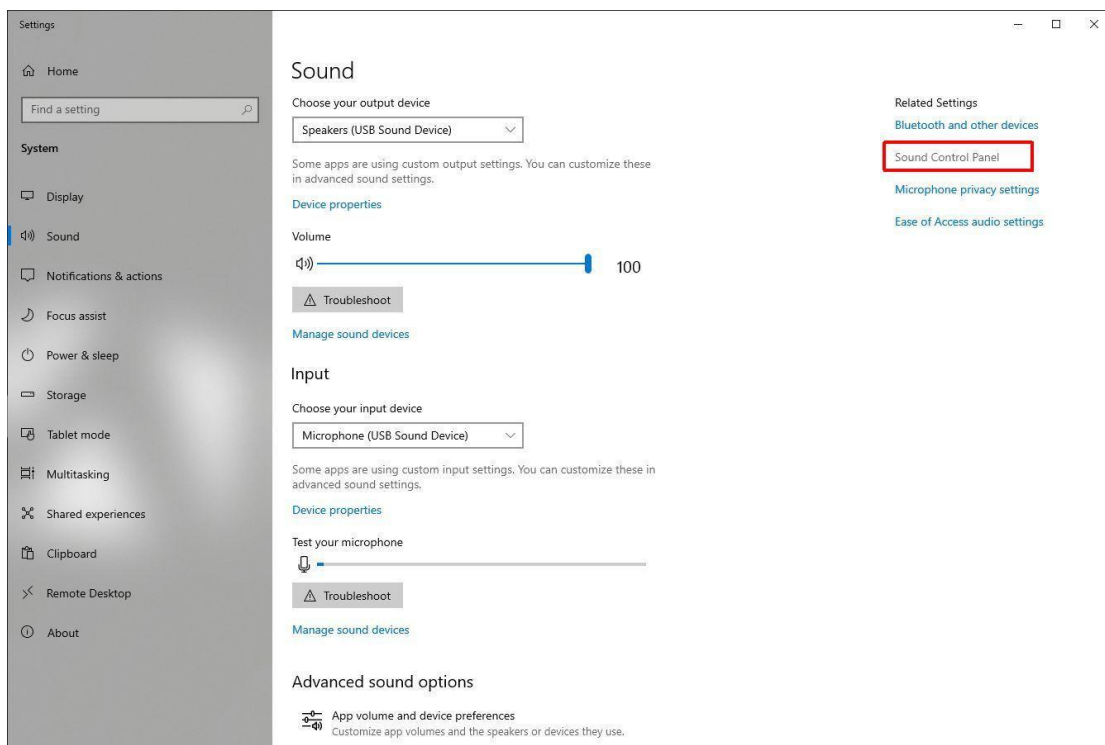 Settings
Home
Find a setting
System
Display
Sound
Notifications & actions
Focus assist
Power & sleep
Storage
Tablet mode
Multitasking
Shared experiences
Clipboard
Remote Desktop
About
Sound
Choose your output device
Speakers (USB Sound Device)
Some apps are using custom output settings. You can customize these
in advanced sound settings.
Device properties
Volume
100
Troubleshoot
Manage sound devices
Input
Choose your input device
Microphone (USB Sound Device)
Some apps are using custom input settings. You can customize these in
advanced sound settings.
Device properties
Test your microphone
Troubleshoot
Manage sound devices
Advanced sound options
App volume and device preferences
Customize app volumes and the speakers or devices they use.
Related Settings
Bluetooth and other devices
Sound Control Panel
Microphone privacy settings
Ease of Access audio settings